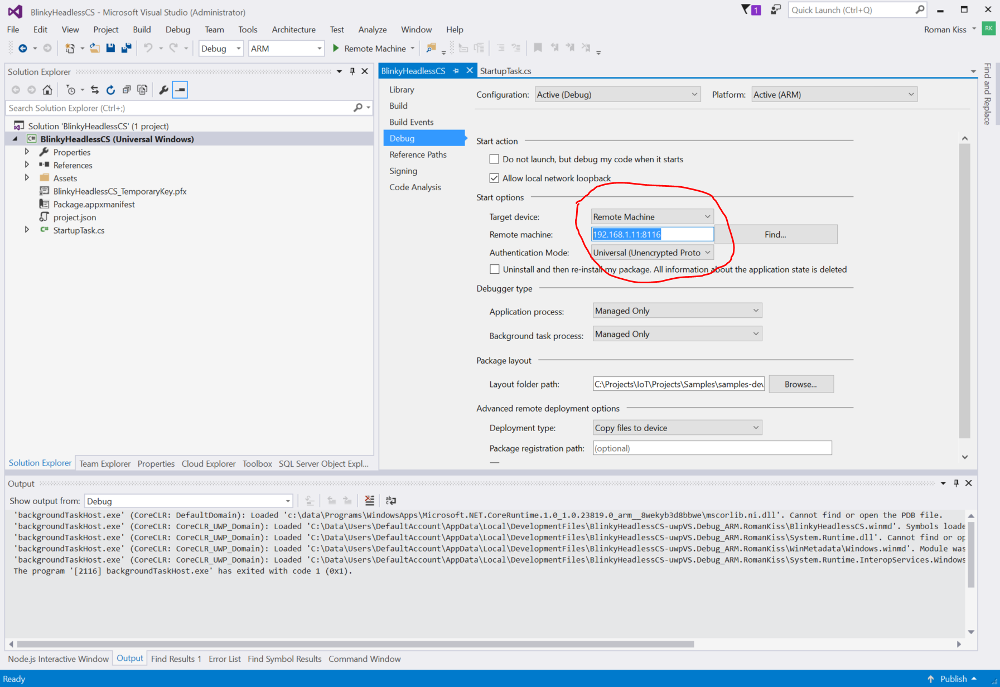 BlinkyHeadlessCS - Microsoft Visual Studio (Administrator)
1
Quick Launch (Ctrl+Q)
File Edit View Project Build Debug Team Tools Architecture Test Analyze Window Help
Roman Kiss
RK
Debug ARM Remote Machine
Solution Explorer
Search Solution Explorer (Ctrl+;)
Solution 'BlinkyHeadlessCS' (1 project)
C# BlinkyHeadlessCS (Universal Windows)
Properties
References
Assets
BlinkyHeadlessCS_TemporaryKey.pfx
Package.appxmanifest
project.json
C# StartupTask.cs
Solution Explorer Team Explorer Properties Cloud Explorer Toolbox SQL Server Object Expl...
BlinkyHeadlessCS StartupTask.cs
Library
Build
Build Events
Debug
Reference Paths
Signing
Code Analysis
Configuration: Active (Debug) Platform: Active (ARM)
Start action
Do not launch, but debug my code when it starts
Allow local network loopback
Start options
Target device: Remote Machine
Remote machine: 192.168.1.11:8116 Find...
Authentication Mode: Universal (Unencrypted Proto
Uninstall and then re-install my package. All information about the application state is deleted
Debugger type
Application process: Managed Only
Background task process: Managed Only
Package layout
Layout folder path: C:\Projects\IoT\Projects\Samples\samples-dev Browse...
Advanced remote deployment options
Deployment type: Copy files to device
Package registration path: (optional)
Find and Replace
Output
Show output from: Debug
'backgroundTaskHost.exe' (CoreCLR: DefaultDomain): Loaded 'c:\data\Programs\WindowsApps\Microsoft.NET.CoreRuntime.1.0_1.0.23819.0_arm__8wekyb3d8bbwe\mscorlib.ni.dll'. Cannot find or open the PDB file.
'backgroundTaskHost.exe' (CoreCLR: CoreCLR_UWP_Domain): Loaded 'C:\Data\Users\DefaultAccount\AppData\Local\DevelopmentFiles\BlinkyHeadlessCS-uwpVS.Debug_ARM.RomanKiss\BlinkyHeadlessCS.winmd'. Symbols loade
'backgroundTaskHost.exe' (CoreCLR: CoreCLR_UWP_Domain): Loaded 'C:\Data\Users\DefaultAccount\AppData\Local\DevelopmentFiles\BlinkyHeadlessCS-uwpVS.Debug_ARM.RomanKiss\System.Runtime.dll'. Cannot find or op
'backgroundTaskHost.exe' (CoreCLR: CoreCLR_UWP_Domain): Loaded 'C:\Data\Users\DefaultAccount\AppData\Local\DevelopmentFiles\BlinkyHeadlessCS-uwpVS.Debug_ARM.RomanKiss\WinMetadata\Windows.winmd'. Module was
'backgroundTaskHost.exe' (CoreCLR: CoreCLR_UWP_Domain): Loaded 'C:\Data\Users\DefaultAccount\AppData\Local\DevelopmentFiles\BlinkyHeadlessCS-uwpVS.Debug_ARM.RomanKiss\System.Runtime.InteropServices.Windows
The program '[2116] backgroundTaskHost.exe' has exited with code 1 (0x1).
Node.js Interactive Window Output Find Results 1 Error List Find Symbol Results Command Window
Ready
Publish